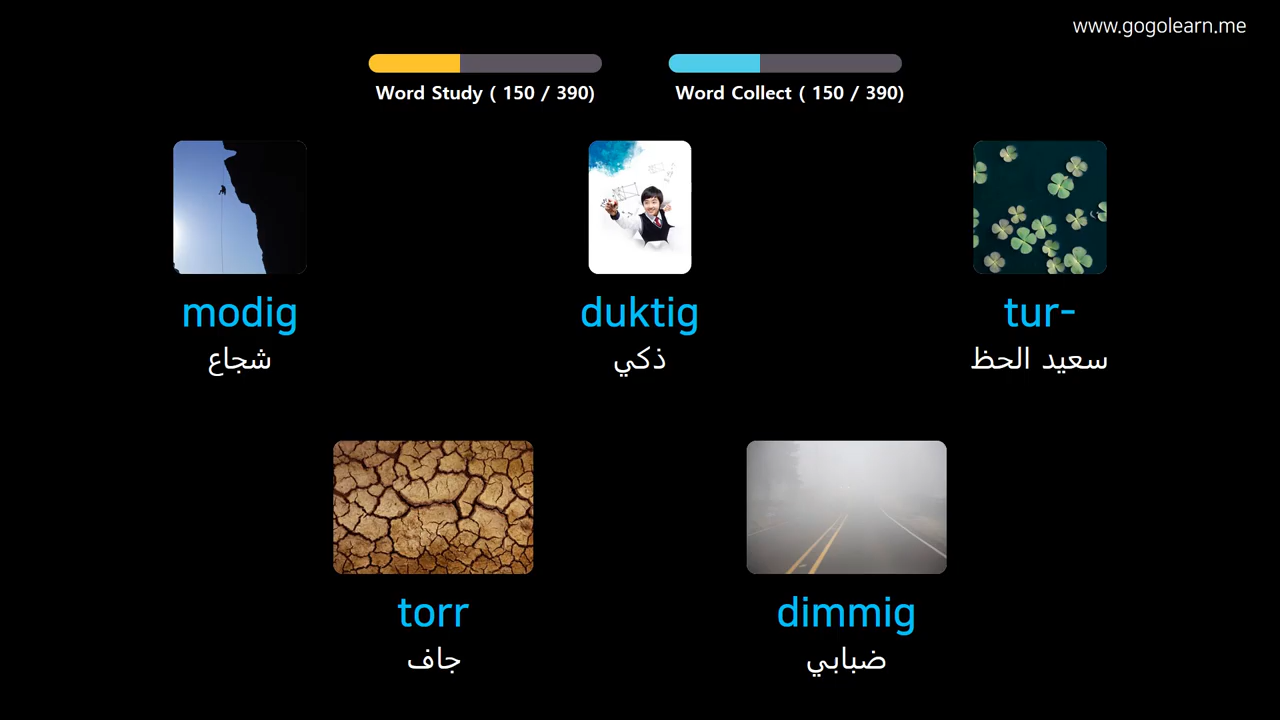 www.gogolearn.me
Word Study ( 150 / 390)
Word Collect ( 150 / 390)
modig
شجاع
duktig
ذكي
tur-
سعيد الحظ
torr
جاف
dimmig
ضبابي